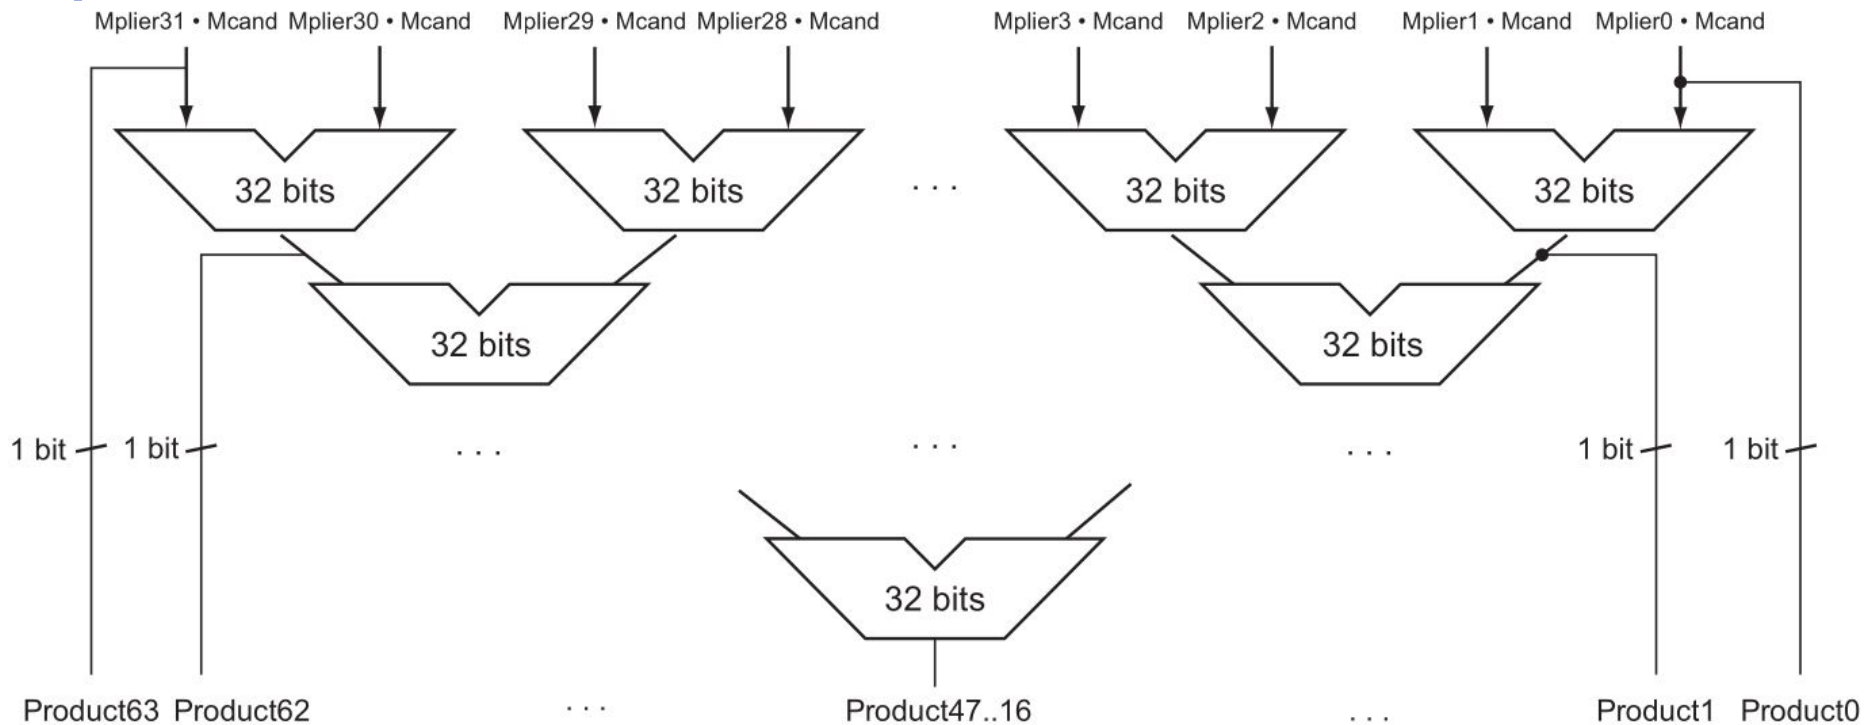 Mplier31 • Mcand Mplier30 • Mcand Mplier29 • Mcand Mplier28 • Mcand Mplier3 • Mcand Mplier2 • Mcand Mplier1 • Mcand Mplier0 • Mcand
32 bits 32 bits . . . 32 bits 32 bits
32 bits 32 bits
1 bit 1 bit . . . . . . . . . 1 bit 1 bit
32 bits
Product63 Product62 . . . Product47..16 . . . Product1 Product0